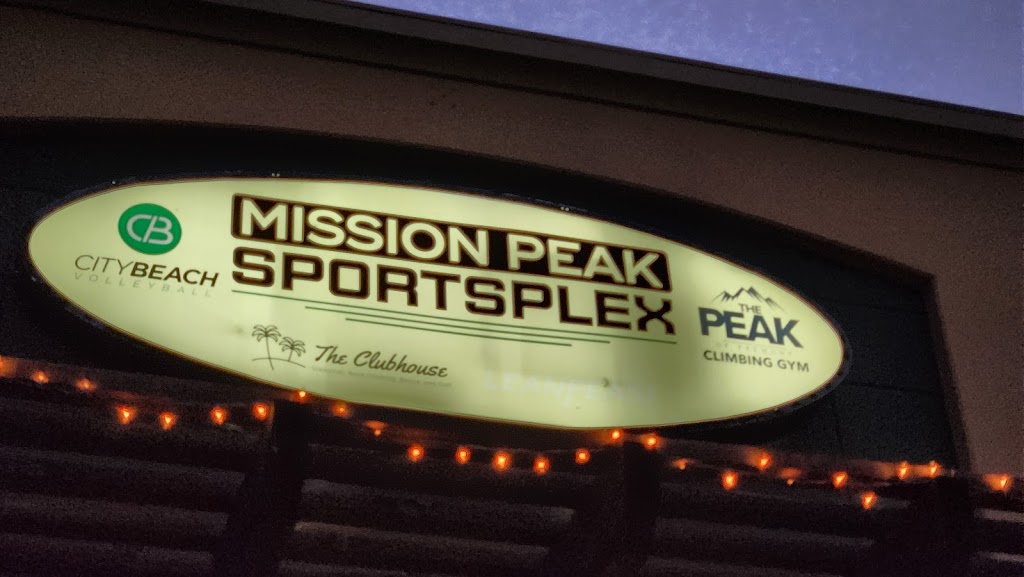 CB
CITYBEACH
VOLLEYBALL
MISSION PEAK
SPORTSPLEX
The Clubhouse
THE
PEAK
CLIMBING GYM